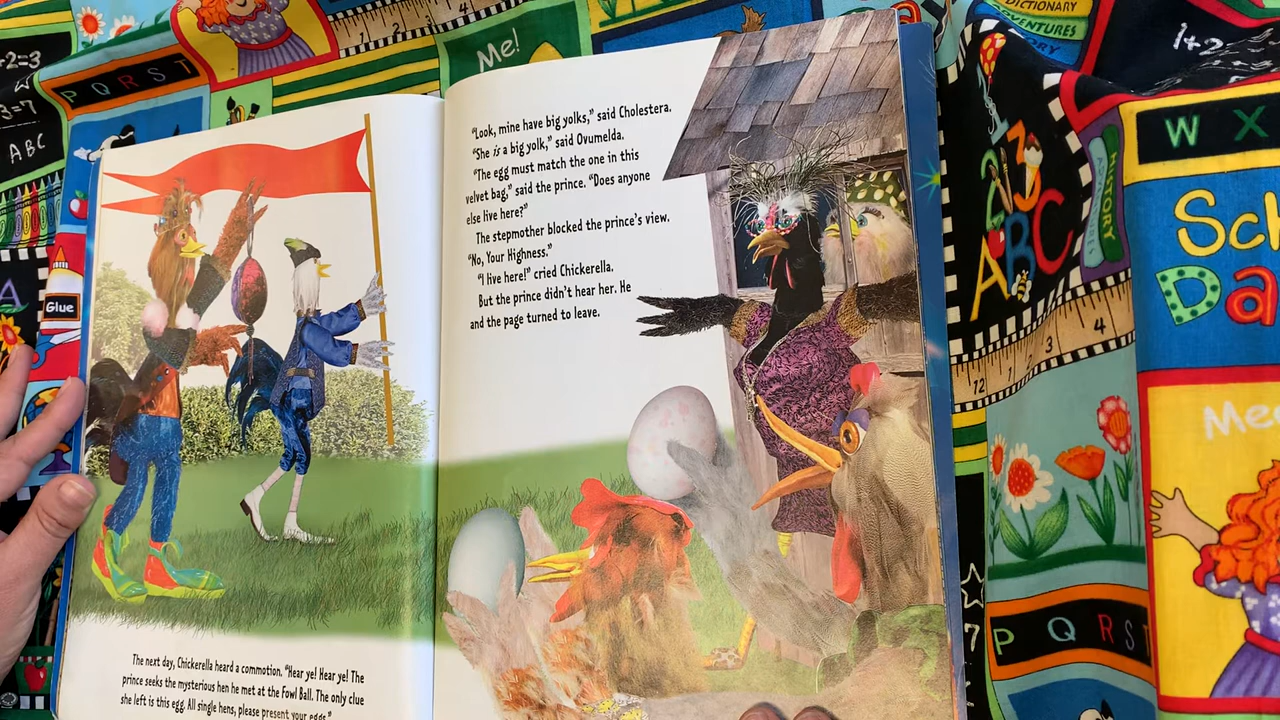 The next day, Chickerella heard a commotion. "Hear ye! Hear ye! The
prince seeks the mysterious hen he met at the Fowl Ball. The only clue
she left is this egg. All single hens, please present your eggs."
"Look, mine have big yolks," said Cholestera.
"She is a big yolk," said Ovumelda.
"The egg must match the one in this
velvet bag," said the prince. "Does anyone
else live here?"
The stepmother blocked the prince's view.
"No, Your Highness."
"I live here!" cried Chickerella.
But the prince didn't hear her. He
and the page turned to leave.
Me!
PQRST
ABC
Glue
A
DICTIONARY
ADVENTURES
1+2
ABC
HISTORY
W X
Sch
Da
4
3
12
Me
7
P Q R S T